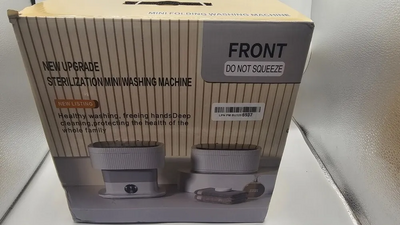 MINI FOLDING WASHING MACHINE
FRONT
DO NOT SQUEEZE
NEW UPGRADE
STERILIZATION MINI WASHING MACHINE
NEW LISTING
Healthy washing, freeing handsDeep
cleaning,protecting the health of the
whole family